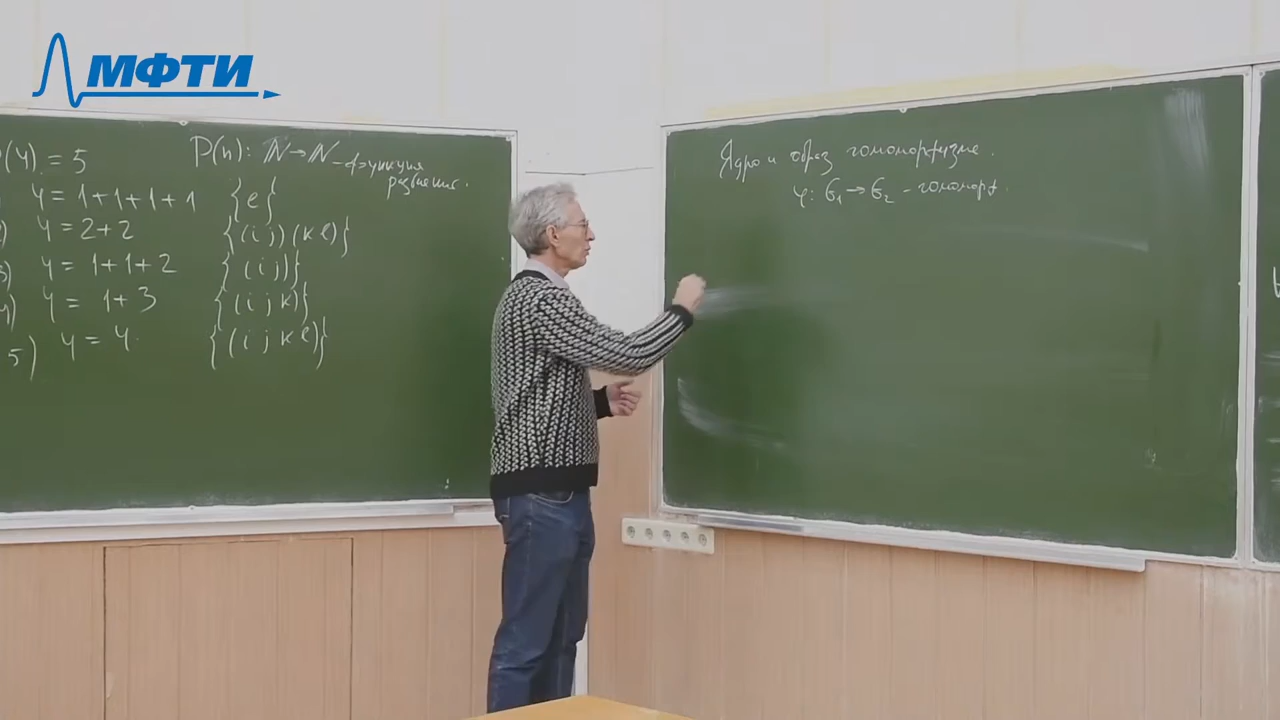 МФТИ
P(4) = 5
P(n): ℕ → ℕ – функция
разбиения.
4 = 1+1+1+1 {e}
4 = 2+2 {(i j)(k l)}
4 = 1+1+2 {(i j)}
4 = 1+3 {(i j k)}
5) 4 = 4. {(i j k l)}
Ядро и образ гомоморфизма.
φ: G₁ → G₂ – гомоморф.